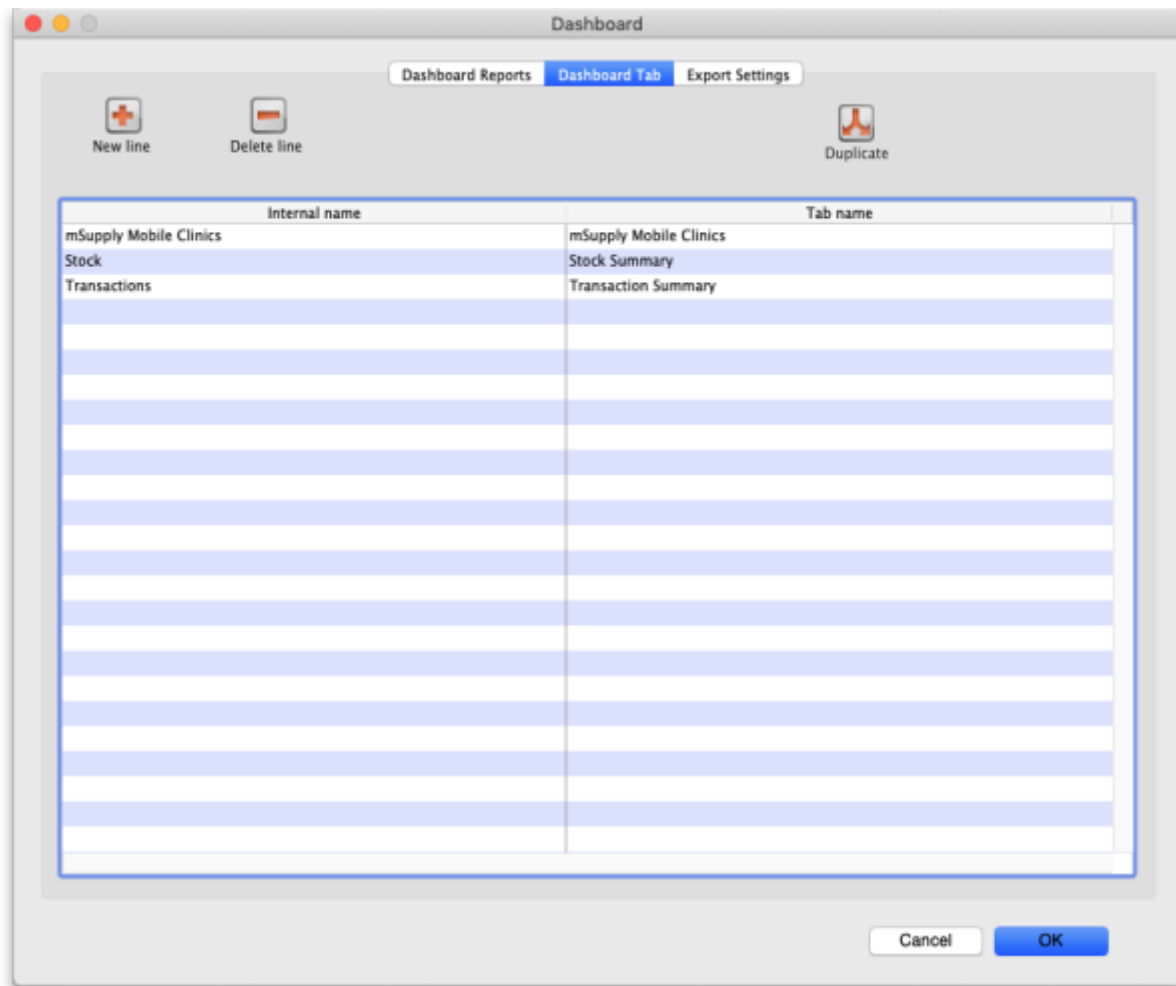 Dashboard
Dashboard Reports Dashboard Tab Export Settings
New line Delete line Duplicate
Internal name Tab name
mSupply Mobile Clinics mSupply Mobile Clinics
Stock Stock Summary
Transactions Transaction Summary
Cancel OK